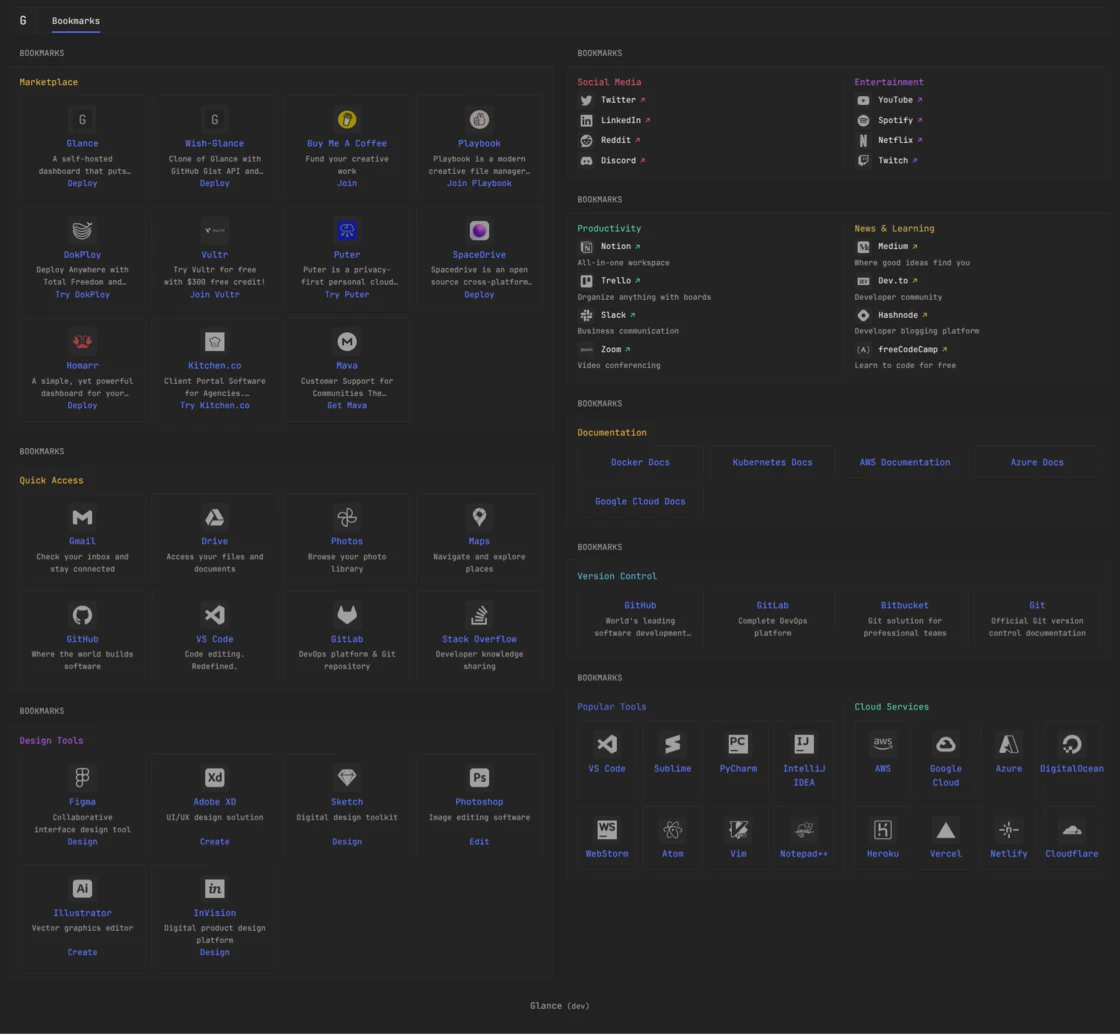 G
Bookmarks
BOOKMARKS
Marketplace
G
Glance
A self-hosted
dashboard that puts…
Deploy
G
Wish-Glance
Clone of Glance with
GitHub Gist API and…
Deploy
Buy Me A Coffee
Fund your creative
work
Join
Playbook
Playbook is a modern
creative file manager…
Join Playbook
DokPloy
Deploy Anywhere with
Total Freedom and…
Try DokPloy
VULTR
Vultr
Try Vultr for free
with $300 free credit!
Join Vultr
Puter
Puter is a privacy-
first personal cloud…
Try Puter
SpaceDrive
Spacedrive is an open
source cross-platform…
Deploy
Homarr
A simple, yet powerful
dashboard for your…
Deploy
Kitchen.co
Client Portal Software
for Agencies.…
Try Kitchen.co
M
Mava
Customer Support for
Communities The…
Get Mava
BOOKMARKS
Quick Access
Gmail
Check your inbox and
stay connected
Drive
Access your files and
documents
Photos
Browse your photo
library
Maps
Navigate and explore
places
GitHub
Where the world builds
software
VS Code
Code editing.
Redefined.
GitLab
DevOps platform & Git
repository
Stack Overflow
Developer knowledge
sharing
BOOKMARKS
Design Tools
Figma
Collaborative
interface design tool
Design
Xd
Adobe XD
UI/UX design solution
Create
Sketch
Digital design toolkit
Design
Ps
Photoshop
Image editing software
Edit
Ai
Illustrator
Vector graphics editor
Create
in
InVision
Digital product design
platform
Design
BOOKMARKS
Social Media
Twitter ↗
in LinkedIn ↗
Reddit ↗
Discord ↗
Entertainment
YouTube ↗
Spotify ↗
N Netflix ↗
Twitch ↗
BOOKMARKS
Productivity
N Notion ↗
All-in-one workspace
Trello ↗
Organize anything with boards
Slack ↗
Business communication
Zoom ↗
Video conferencing
News & Learning
M Medium ↗
Where good ideas find you
DEV Dev.to ↗
Developer community
Hashnode ↗
Developer blogging platform
freeCodeCamp ↗
Learn to code for free
BOOKMARKS
Documentation
Docker Docs
Kubernetes Docs
AWS Documentation
Azure Docs
Google Cloud Docs
BOOKMARKS
Version Control
GitHub
World's leading
software development…
GitLab
Complete DevOps
platform
Bitbucket
Git solution for
professional teams
Git
Official Git version
control documentation
BOOKMARKS
Popular Tools
VS Code
Sublime
PC
PyCharm
IJ
IntelliJ
IDEA
WS
WebStorm
Atom
Vim
Notepad++
Cloud Services
aws
AWS
Google
Cloud
Azure
DigitalOcean
Heroku
Vercel
Netlify
Cloudflare
Glance (dev)